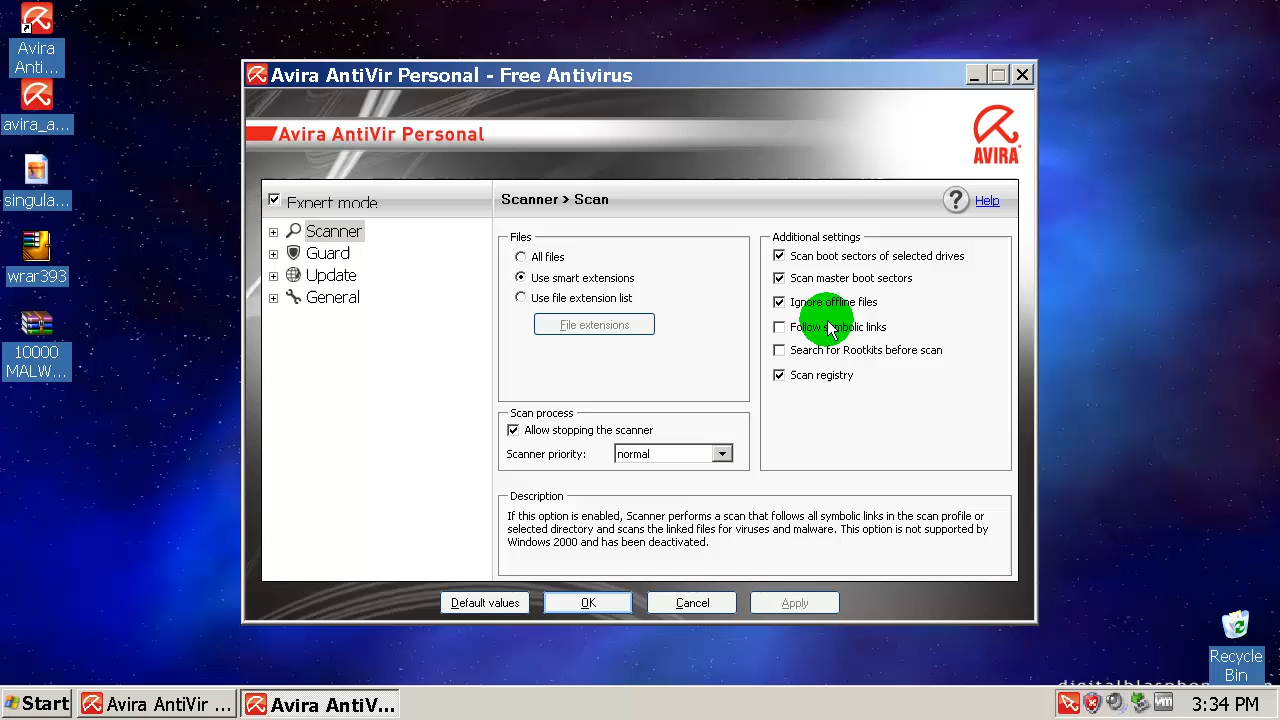 Avira
Anti...
avira_a...
singula...
wrar393
10000
MALW...
Avira AntiVir Personal - Free Antivirus
Avira AntiVir Personal
AVIRA
Expert mode
Scanner
Guard
Update
General
Scanner > Scan
? Help
Files
All files
Use smart extensions
Use file extension list
File extensions
Scan process
Allow stopping the scanner
Scanner priority: normal
Additional settings
Scan boot sectors of selected drives
Scan master boot sectors
Ignore offline files
Follow symbolic links
Search for Rootkits before scan
Scan registry
Description
If this option is enabled, Scanner performs a scan that follows all symbolic links in the scan profile or
selected directory and scans the linked files for viruses and malware. This option is not supported by
Windows 2000 and has been deactivated.
Default values
OK
Cancel
Apply
Recycle
Bin
Start
Avira AntiVir ...
Avira AntiV...
vm
3:34 PM